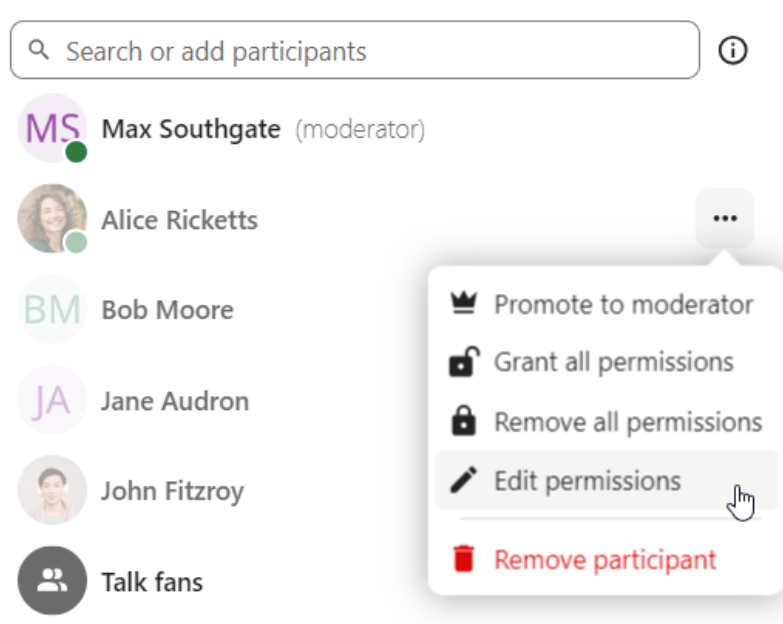 Search or add participants
MS Max Southgate (moderator)
Alice Ricketts
BM Bob Moore
JA Jane Audron
John Fitzroy
Talk fans
Promote to moderator
Grant all permissions
Remove all permissions
Edit permissions
Remove participant